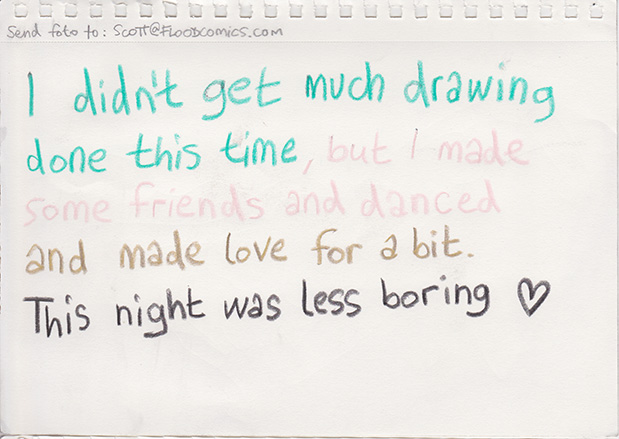 Send foto to: Scott@Floodcomics.com
I didn't get much drawing
done this time, but I made
some friends and danced
and made love for a bit.
This night was less boring ♡